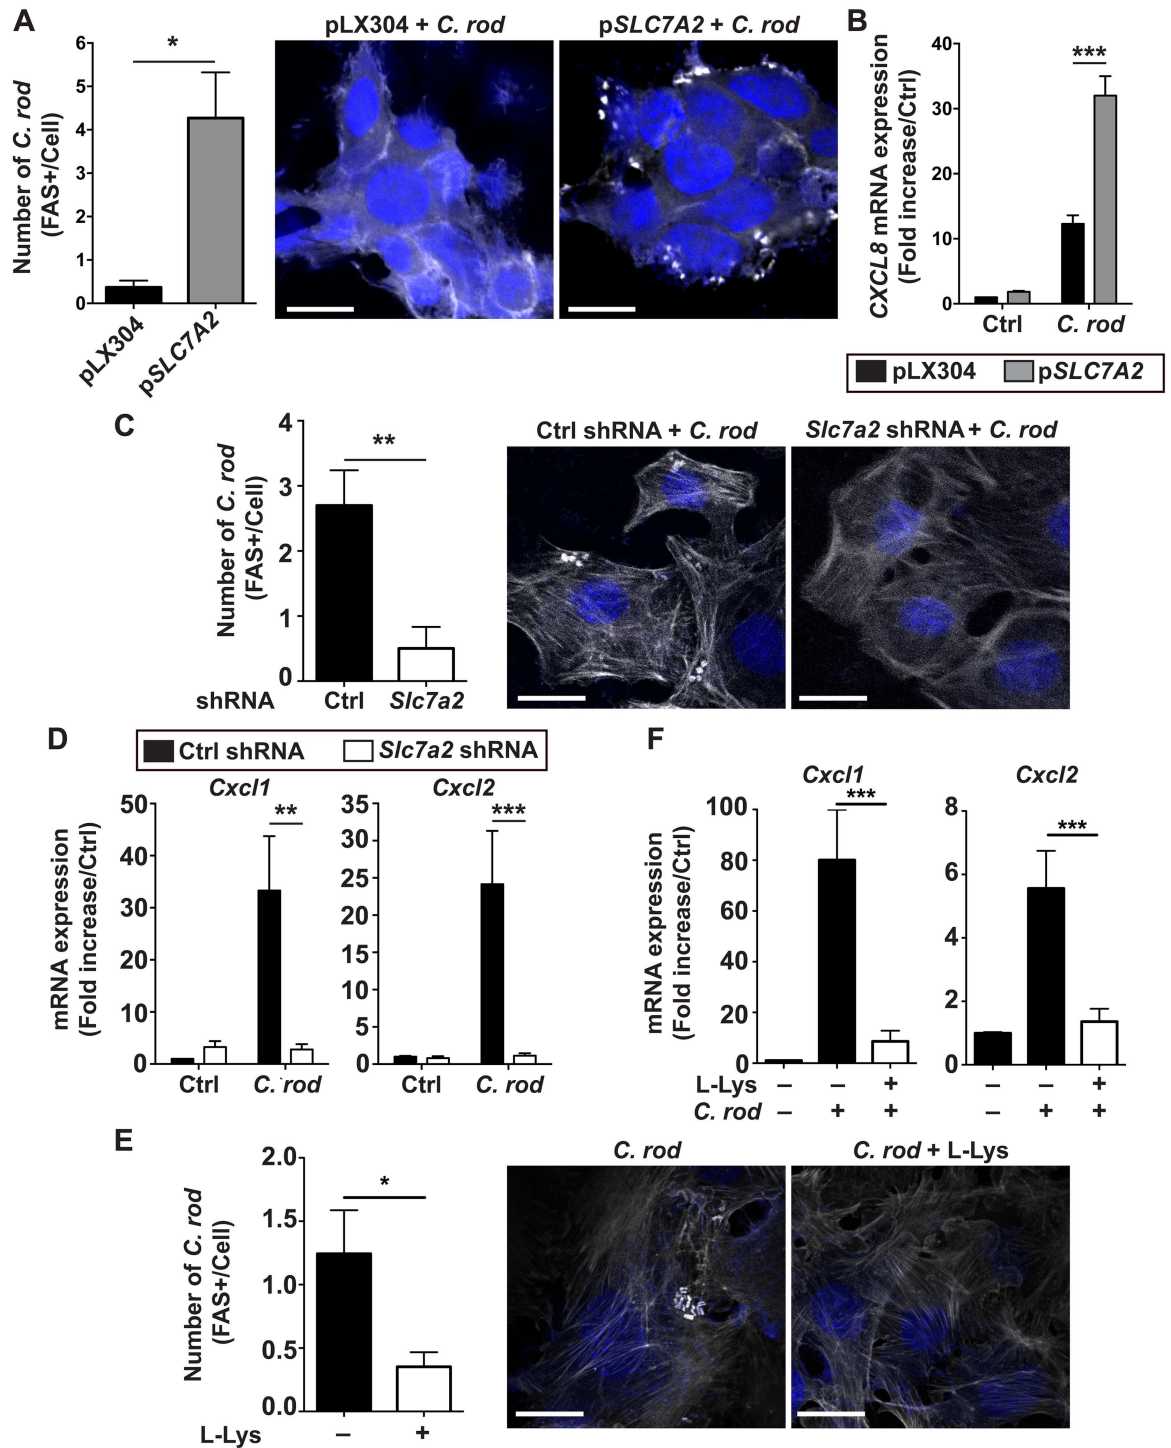 A
Number of C. rod
(FAS+/Cell)
6
5
4
3
2
1
0
*
pLX304
pSLC7A2
pLX304 + C. rod
pSLC7A2 + C. rod
B
CXCL8 mRNA expression
(Fold increase/Ctrl)
40
30
20
10
0
***
Ctrl
C. rod
pLX304
pSLC7A2
C
Number of C. rod
(FAS+/Cell)
4
3
2
1
0
**
shRNA
Ctrl
Slc7a2
Ctrl shRNA + C. rod
Slc7a2 shRNA + C. rod
D
Ctrl shRNA
Slc7a2 shRNA
mRNA expression
(Fold increase/Ctrl)
Cxcl1
50
40
30
20
10
0
**
Ctrl
C. rod
Cxcl2
35
30
25
20
15
10
5
0
***
Ctrl
C. rod
F
mRNA expression
(Fold increase/Ctrl)
Cxcl1
100
80
60
40
20
0
***
Cxcl2
8
6
4
2
0
***
L-Lys – – + – – +
C. rod – + + – + +
E
Number of C. rod
(FAS+/Cell)
2.0
1.5
1.0
0.5
0.0
*
L-Lys – +
C. rod
C. rod + L-Lys